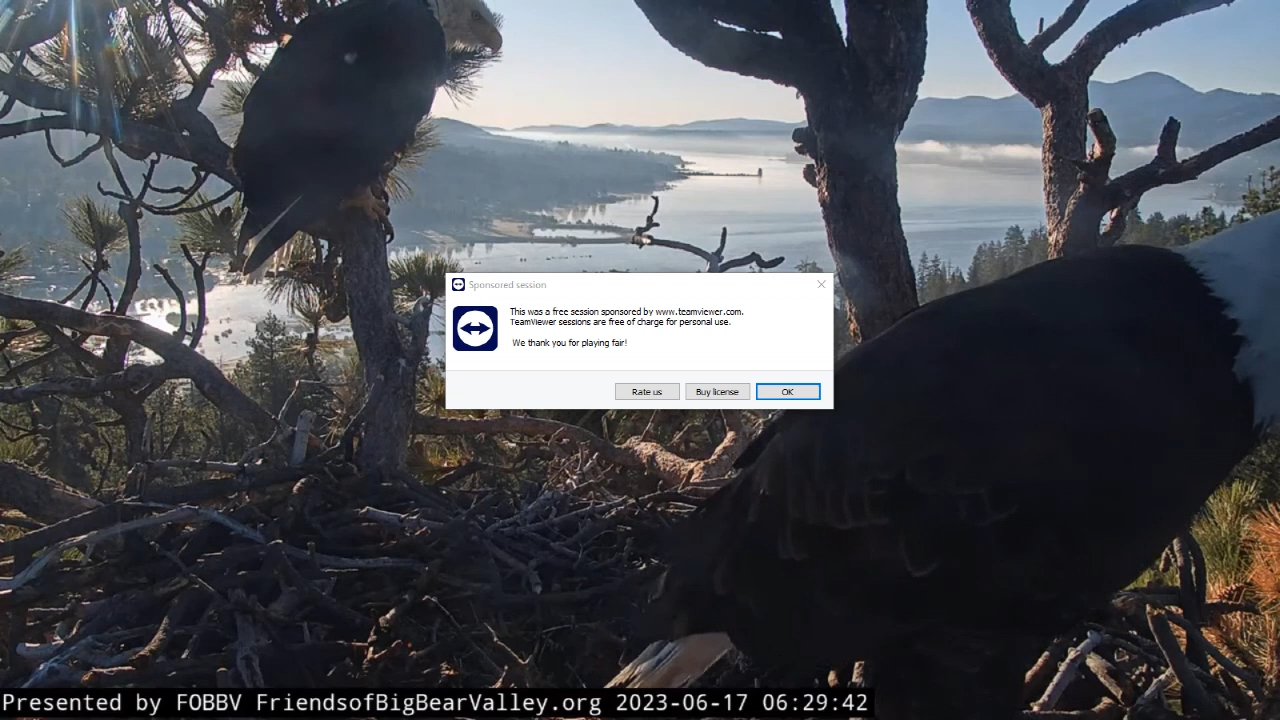 Sponsored session
This was a free session sponsored by www.teamviewer.com.
TeamViewer sessions are free of charge for personal use.
We thank you for playing fair!
Rate us Buy license OK
Presented by FOBBV FriendsofBigBearValley.org 2023-06-17 06:29:42